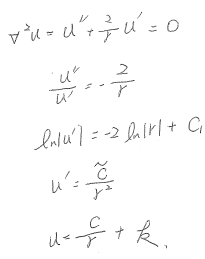 ∇²u = u'' + 2/r u' = 0
u''/u' = - 2/r
ln|u'| = -2 ln|r| + C₁
u' = C̃/r²
u = C/r + k.